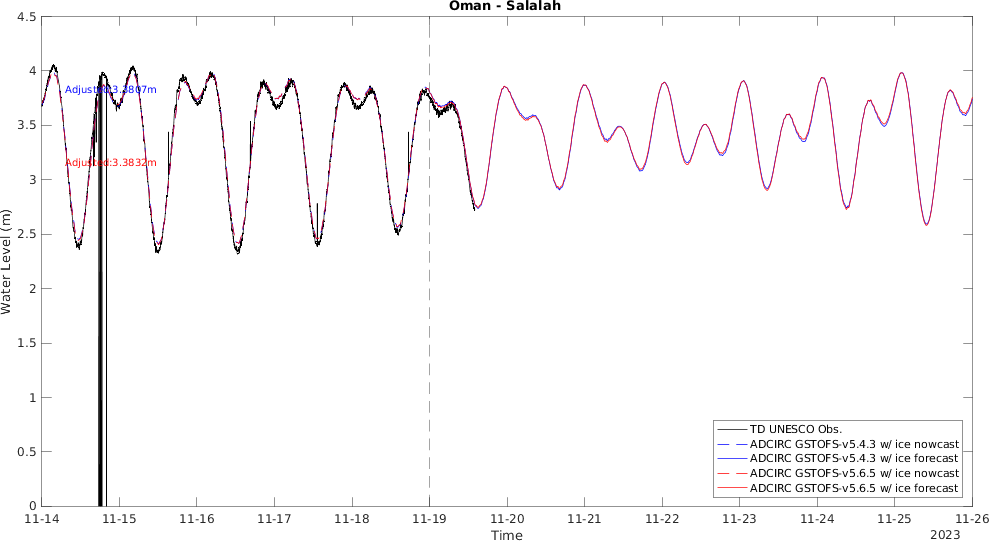 Oman - Salalah
4.5
4
3.5
3
2.5
2
1.5
1
0.5
0
Water Level (m)
Adjusted:3.3807m
Adjusted:3.3832m
TD UNESCO Obs.
ADCIRC GSTOFS-v5.4.3 w/ ice nowcast
ADCIRC GSTOFS-v5.4.3 w/ ice forecast
ADCIRC GSTOFS-v5.6.5 w/ ice nowcast
ADCIRC GSTOFS-v5.6.5 w/ ice forecast
11-14 11-15 11-16 11-17 11-18 11-19 11-20 11-21 11-22 11-23 11-24 11-25 11-26
Time
2023